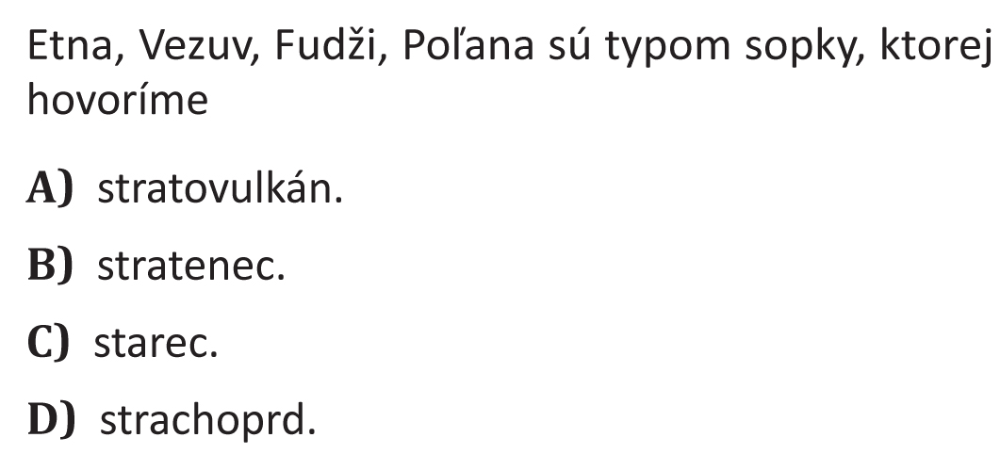 Etna, Vezuv, Fudži, Poľana sú typom sopky, ktorej
hovoríme
A) stratovulkán.
B) stratenec.
C) starec.
D) strachoprd.